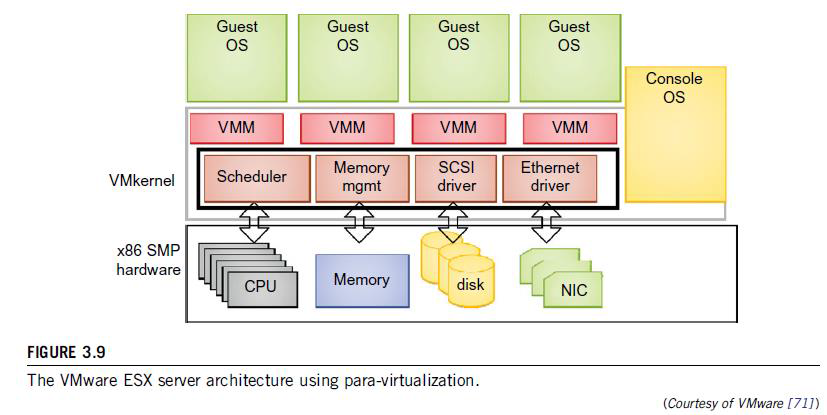 Guest
OS
Guest
OS
Guest
OS
Guest
OS
Console
OS
VMM
VMM
VMM
VMM
VMkernel
Scheduler
Memory
mgmt
SCSI
driver
Ethernet
driver
x86 SMP
hardware
CPU
Memory
disk
NIC
FIGURE 3.9
The VMware ESX server architecture using para-virtualization.
(Courtesy of VMware [71])